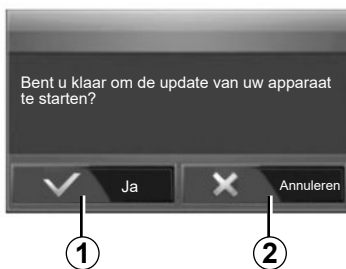 Bent u klaar om de update van uw apparaat
te starten?
Ja
Annuleren
1
2